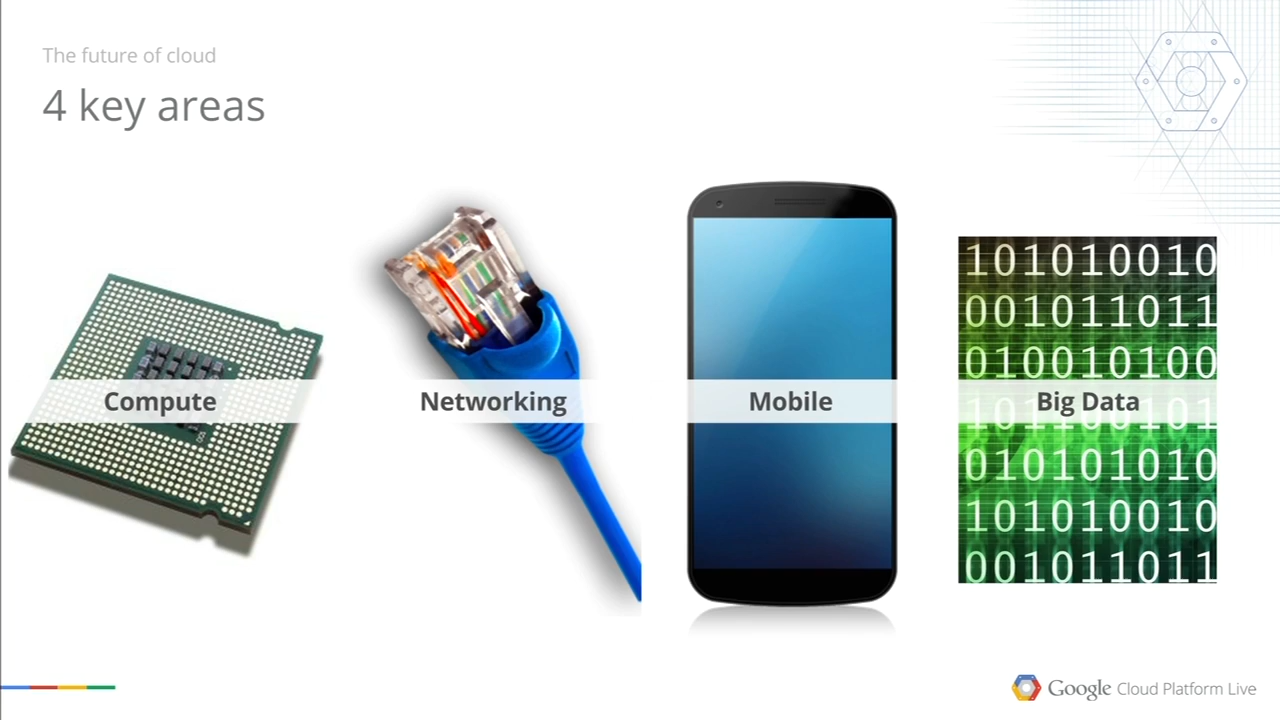 The future of cloud
4 key areas
Compute
Networking
Mobile
Big Data
101010010
001011011
010010100
010101010
101010010
001011011
Google Cloud Platform Live